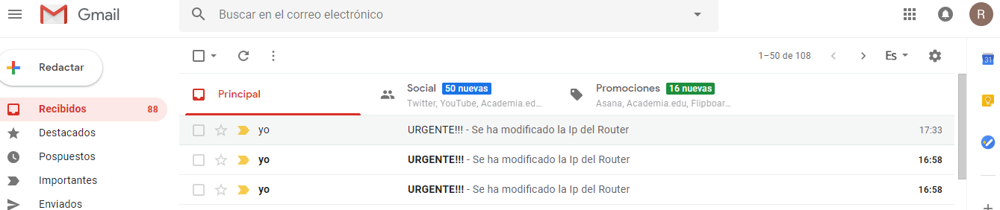 Gmail
Buscar en el correo electrónico
R
Redactar
1–50 de 108
Es
31
Principal
Social 50 nuevas
Twitter, YouTube, Academia.ed...
Promociones 16 nuevas
Asana, Academia.edu, Flipboar...
Recibidos 88
Destacados
Pospuestos
Importantes
Enviados
yo URGENTE!!! - Se ha modificado la Ip del Router 17:33
yo URGENTE!!! - Se ha modificado la Ip del Router 16:58
yo URGENTE!!! - Se ha modificado la Ip del Router 16:58